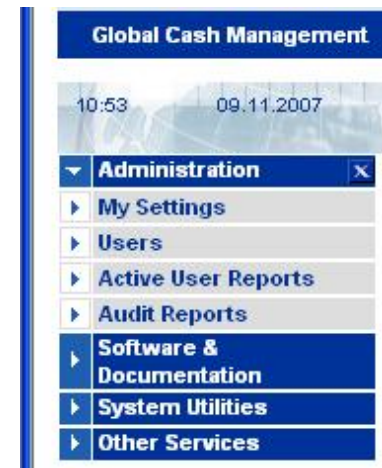 Global Cash Management
10:53 09.11.2007
Administration
My Settings
Users
Active User Reports
Audit Reports
Software &
Documentation
System Utilities
Other Services